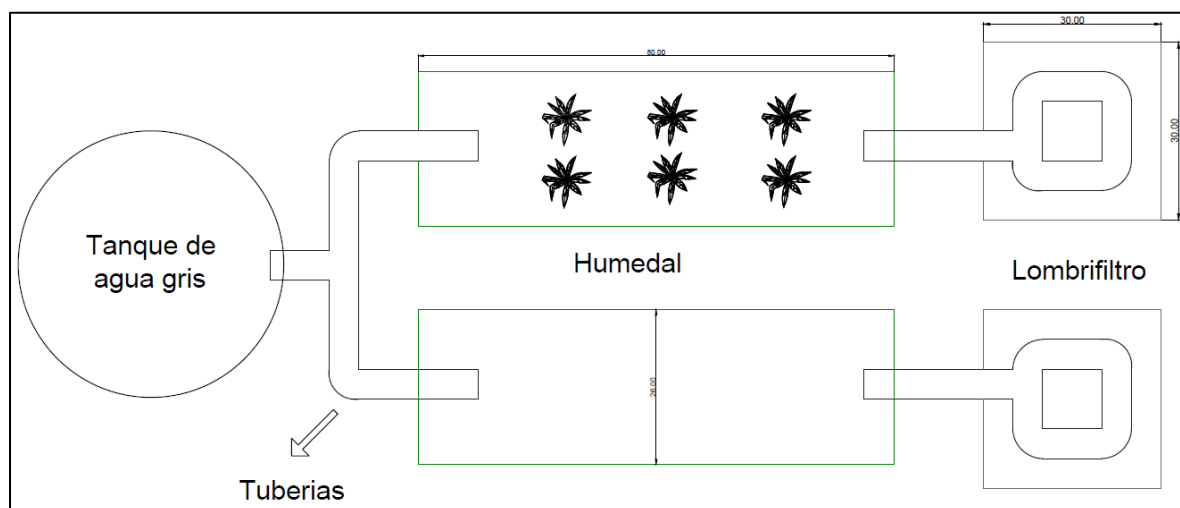 30.00
80.00
30.00
Tanque de
agua gris
Humedal
Lombrifiltro
26.00
Tuberias